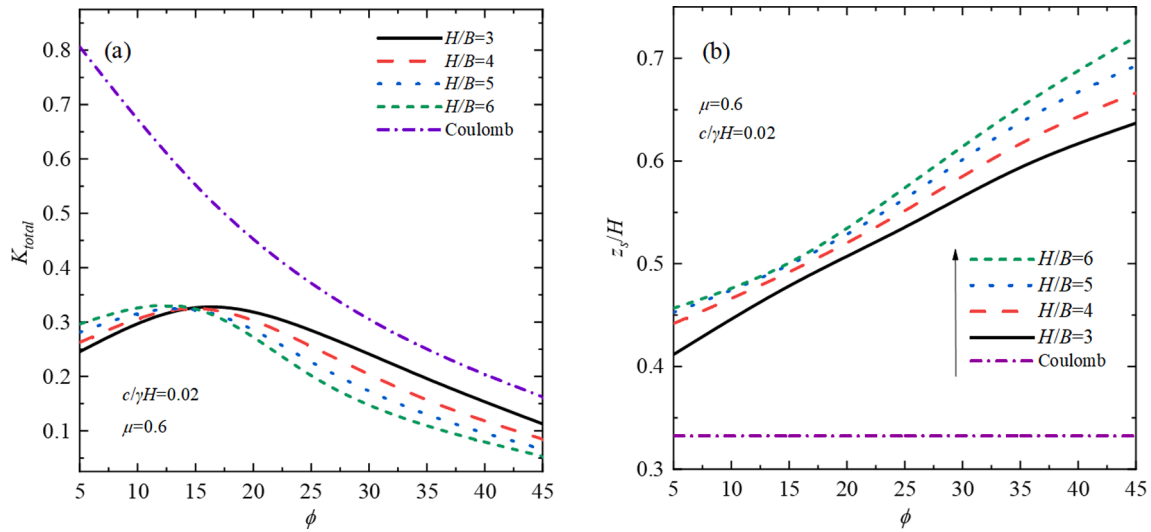 (a)
H/B=3
H/B=4
H/B=5
H/B=6
Coulomb
0.8
0.7
0.6
0.5
0.4
0.3
0.2
0.1
K_total
c/γH=0.02
μ=0.6
5 10 15 20 25 30 35 40 45
ϕ
(b)
μ=0.6
c/γH=0.02
0.7
0.6
0.5
0.4
0.3
z_s/H
H/B=6
H/B=5
H/B=4
H/B=3
Coulomb
5 10 15 20 25 30 35 40 45
ϕ